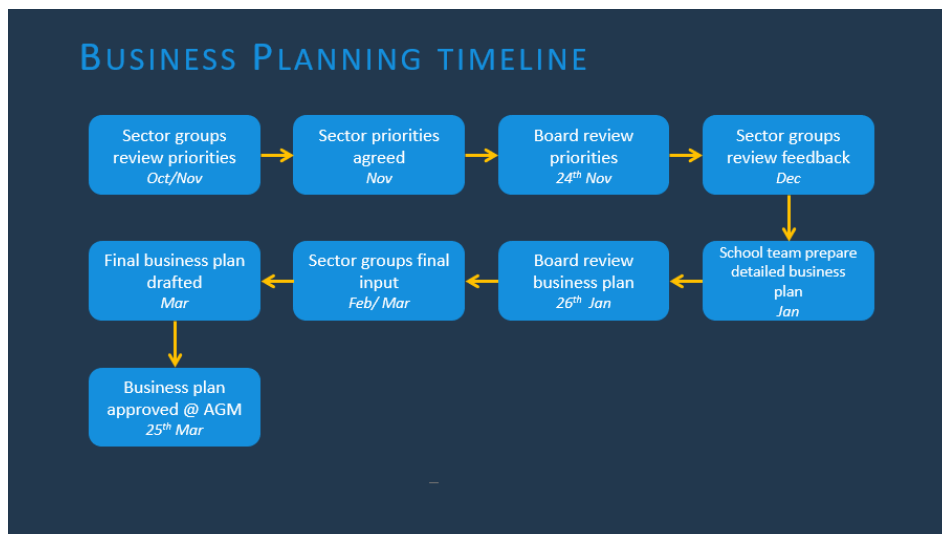 Business Planning timeline
Sector groups
review priorities
Oct/Nov
Sector priorities
agreed
Nov
Board review
priorities
24th Nov
Sector groups
review feedback
Dec
School team prepare
detailed business
plan
Jan
Board review
business plan
26th Jan
Sector groups final
input
Feb/ Mar
Final business plan
drafted
Mar
Business plan
approved @ AGM
25th Mar